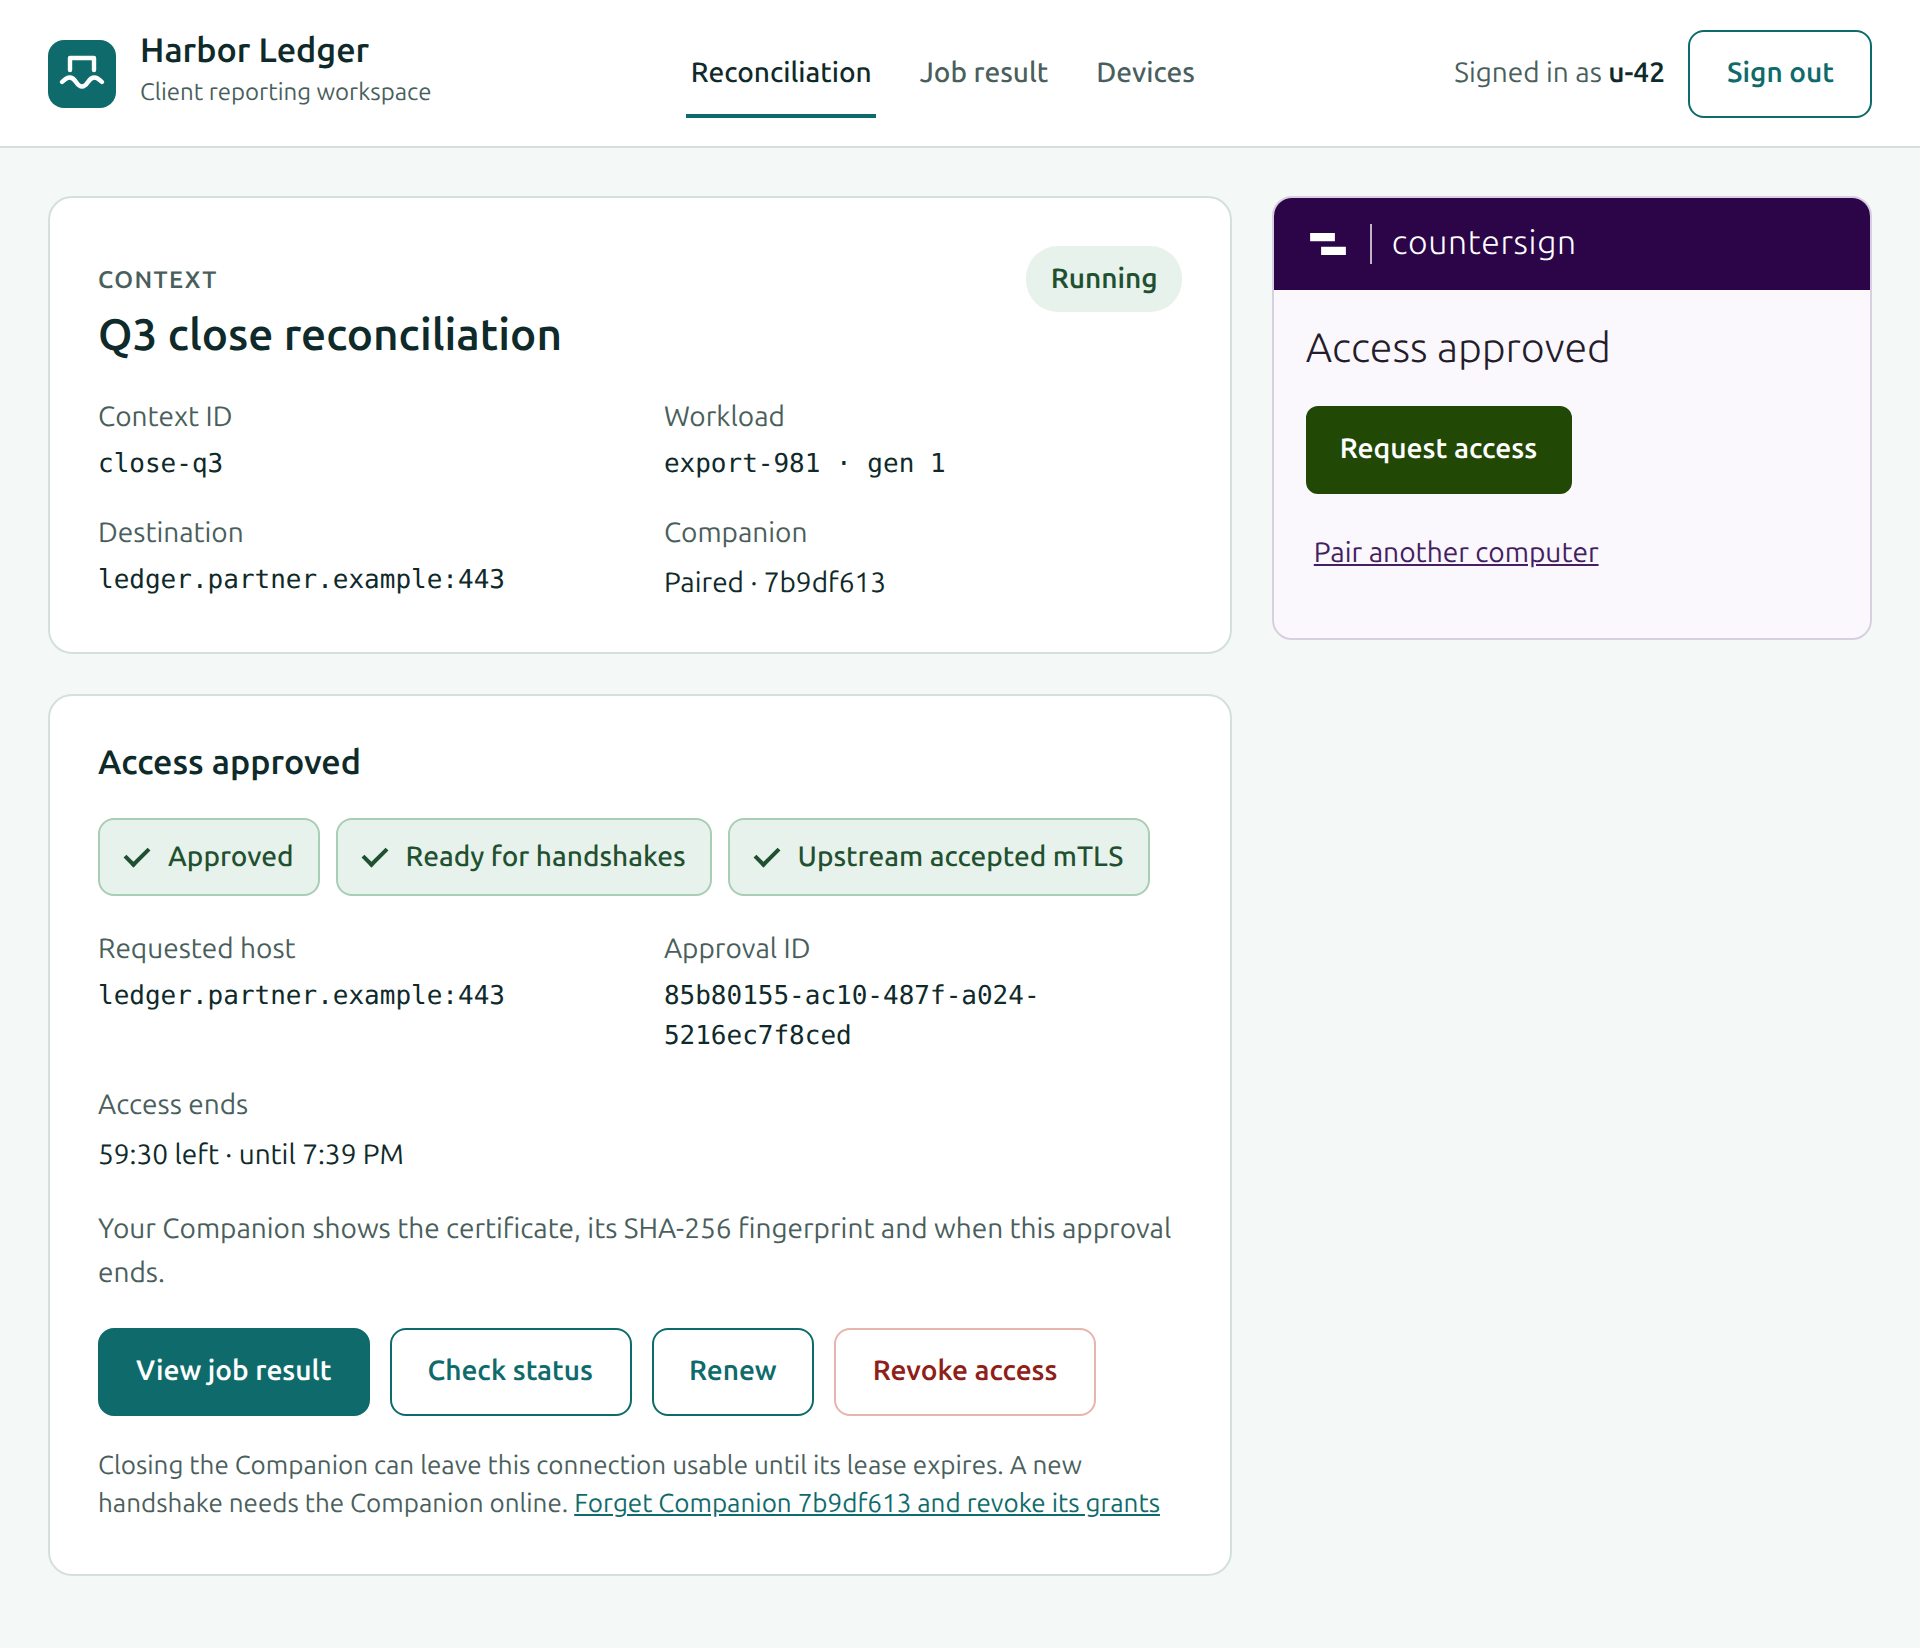 Harbor Ledger
Client reporting workspace
Reconciliation
Job result
Devices
Signed in as u-42
Sign out
CONTEXT
Running
Q3 close reconciliation
Context ID
close-q3
Workload
export-981 · gen 1
Destination
ledger.partner.example:443
Companion
Paired · 7b9df613
countersign
Access approved
Request access
Pair another computer
Access approved
Approved
Ready for handshakes
Upstream accepted mTLS
Requested host
ledger.partner.example:443
Approval ID
85b80155-ac10-487f-a024-
5216ec7f8ced
Access ends
59:30 left · until 7:39 PM
Your Companion shows the certificate, its SHA-256 fingerprint and when this approval
ends.
View job result
Check status
Renew
Revoke access
Closing the Companion can leave this connection usable until its lease expires. A new
handshake needs the Companion online. Forget Companion 7b9df613 and revoke its grants